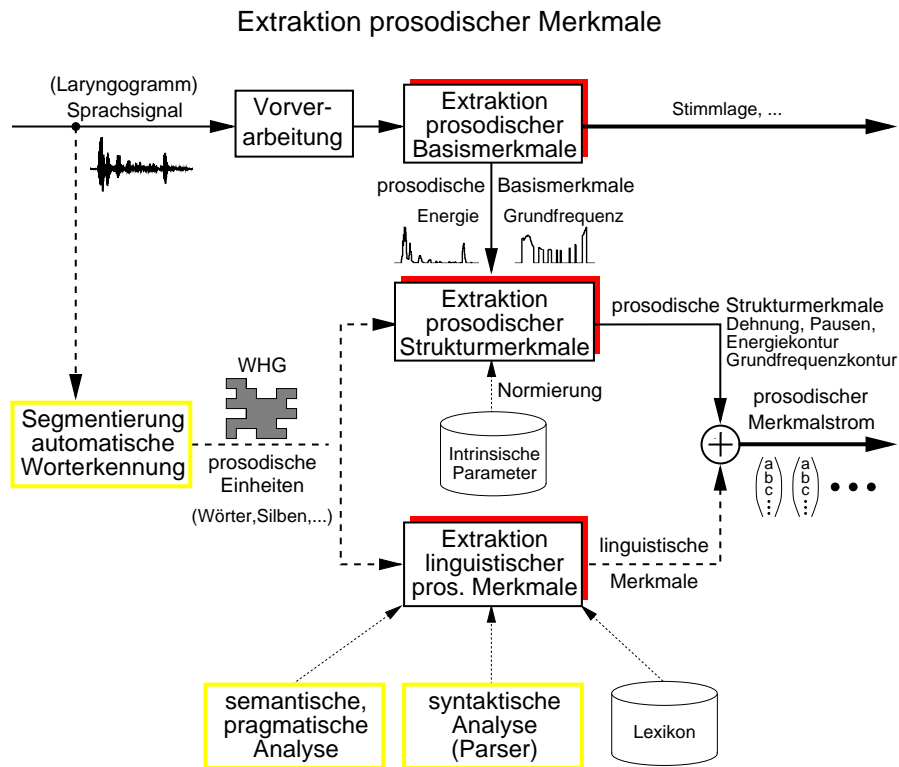 Extraktion prosodischer Merkmale
(Laryngogramm)
Sprachsignal
Vorver-
arbeitung
Extraktion
prosodischer
Basismerkmale
Stimmlage, ...
prosodische Basismerkmale
Energie Grundfrequenz
Extraktion
prosodischer
Strukturmerkmale
prosodische Strukturmerkmale
Dehnung, Pausen,
Energiekontur
Grundfrequenzkontur
WHG
Normierung
Segmentierung
automatische
Worterkennung
prosodische
Einheiten
(Wörter,Silben,...)
Intrinsische
Parameter
prosodischer
Merkmalstrom
a a
b b
c c
Extraktion
linguistischer
pros. Merkmale
linguistische
Merkmale
semantische,
pragmatische
Analyse
syntaktische
Analyse
(Parser)
Lexikon